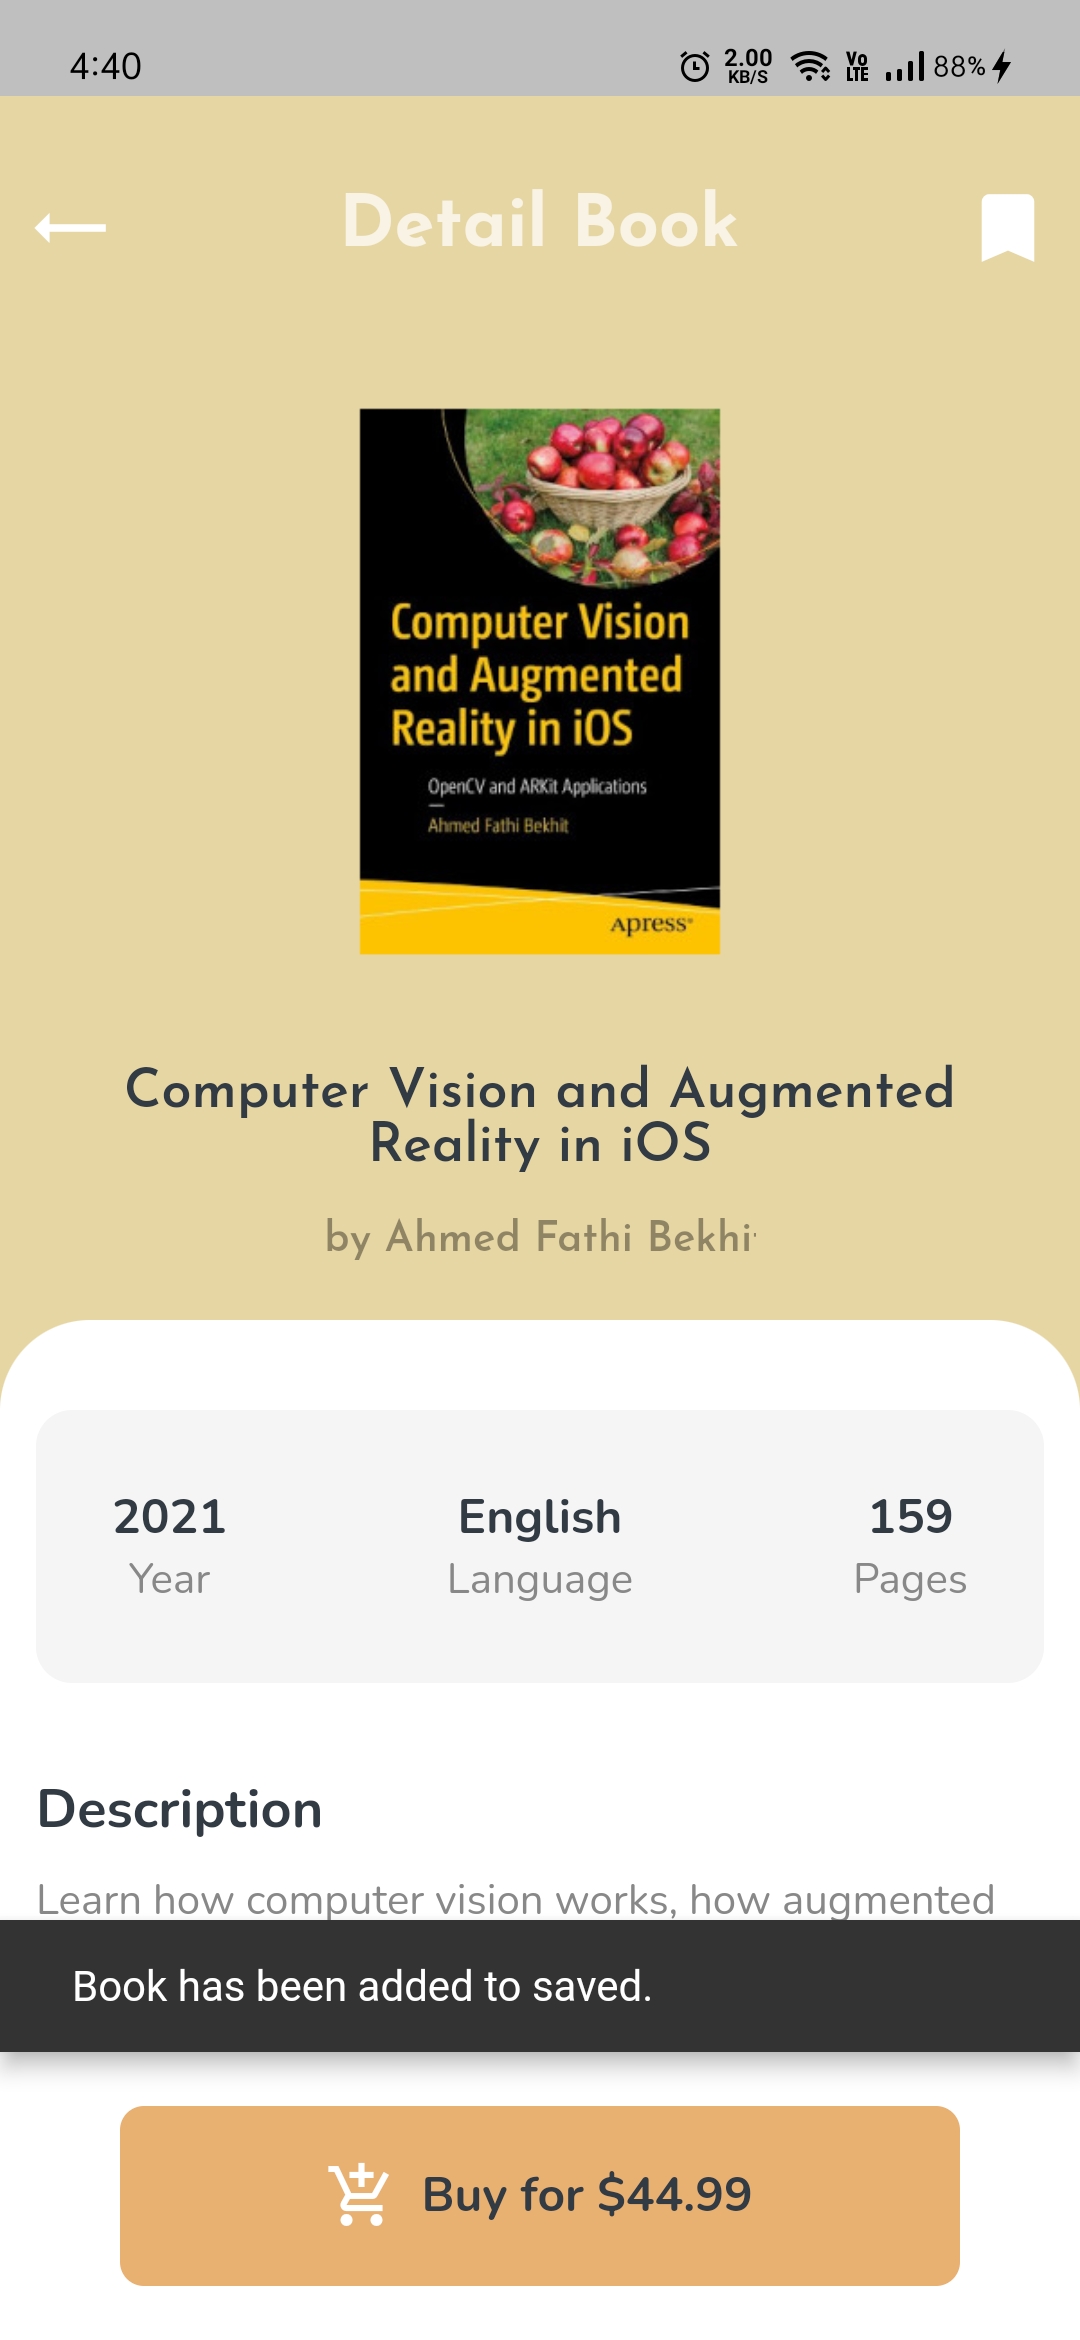 4:40
2.00
KB/S
Vo
LTE
88%
Detail Book
Computer Vision
and Augmented
Reality in iOS
OpenCV and ARKit Applications
Ahmed Fathi Bekhit
Apress®
Computer Vision and Augmented
Reality in iOS
by Ahmed Fathi Bekhi
2021
English
159
Year
Language
Pages
Description
Learn how computer vision works, how augmented
Book has been added to saved.
Buy for $44.99